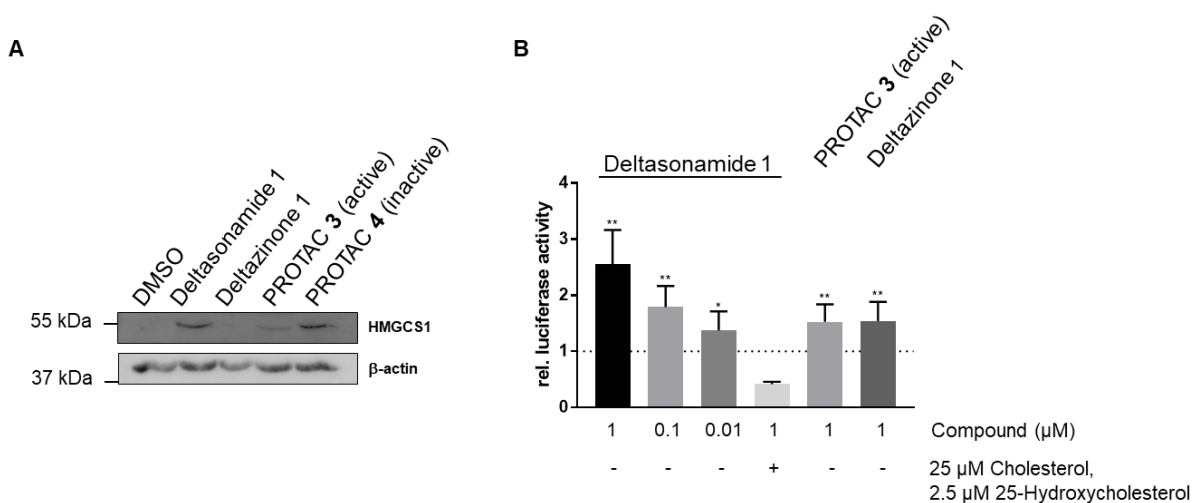 A
DMSO
Deltasonamide 1
Deltazinone 1
PROTAC 3 (active)
PROTAC 4 (inactive)
55 kDa
HMGCS1
37 kDa
β-actin
B
Deltasonamide 1
PROTAC 3 (active)
Deltazinone 1
rel. luciferase activity
4
3
2
1
0
**
**
*
**
**
1 0.1 0.01 1 1 1 Compound (µM)
- - - + - - 25 µM Cholesterol,
2.5 µM 25-Hydroxycholesterol